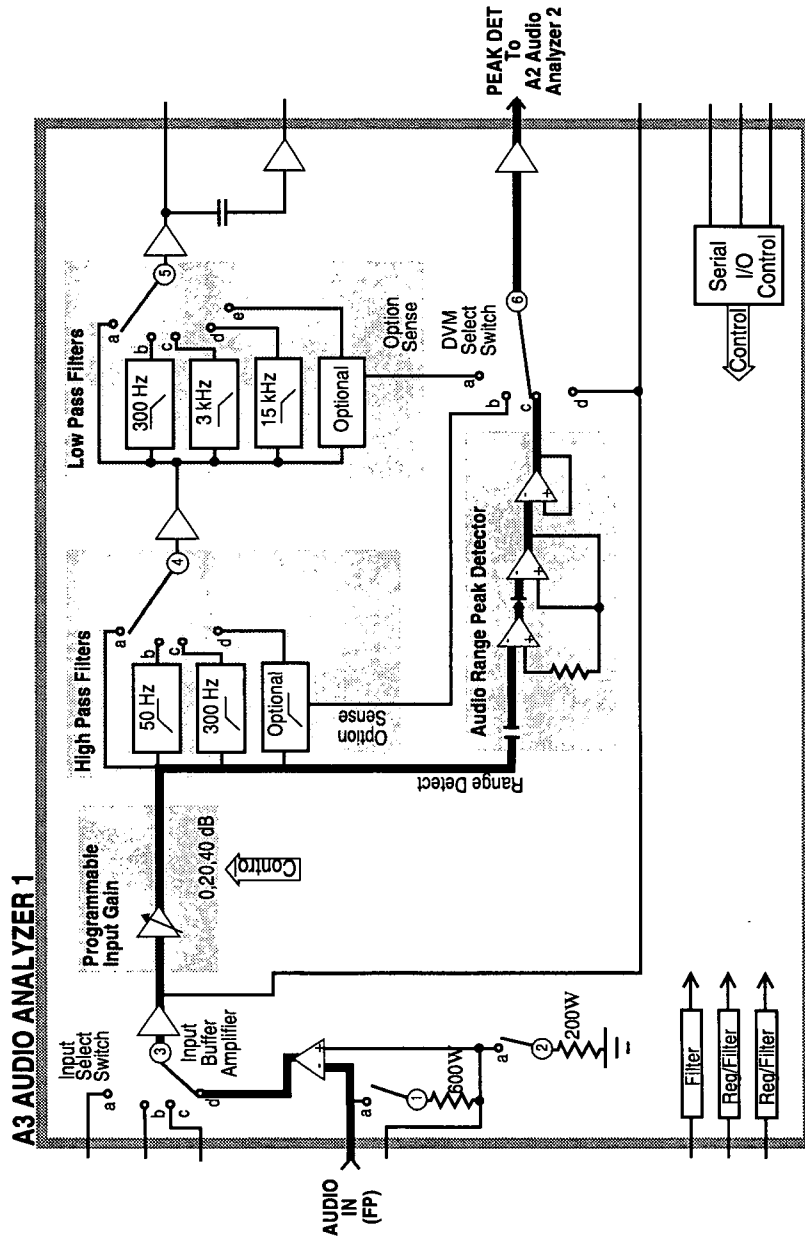 A3 AUDIO ANALYZER 1
Input
Select
Switch
a
b
c
d
3
Input
Buffer
Amplifier
AUDIO
IN
(FP)
-
+
a
1
600W
a
2
200W
Programmable
Input Gain
0,20,40 dB
Control
High Pass Filters
a
b
c
d
50 Hz
300 Hz
Optional
4
Option
Sense
Range Detect
Low Pass Filters
a
b
c
d
e
300 Hz
3 kHz
15 kHz
Optional
5
Option
Sense
DVM
Select
Switch
a
b
c
d
6
Audio Range Peak Detector
-
+
-
+
-
+
PEAK DET
To
A2 Audio
Analyzer 2
Filter
Reg/Filter
Reg/Filter
Control
Serial
I/O
Control